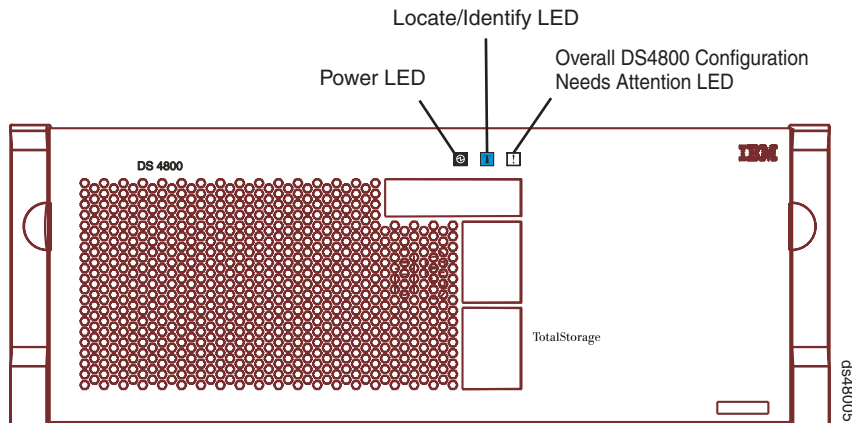 Locate/Identify LED
Overall DS4800 Configuration
Needs Attention LED
Power LED
DS 4800
!
IBM
TotalStorage
ds48005